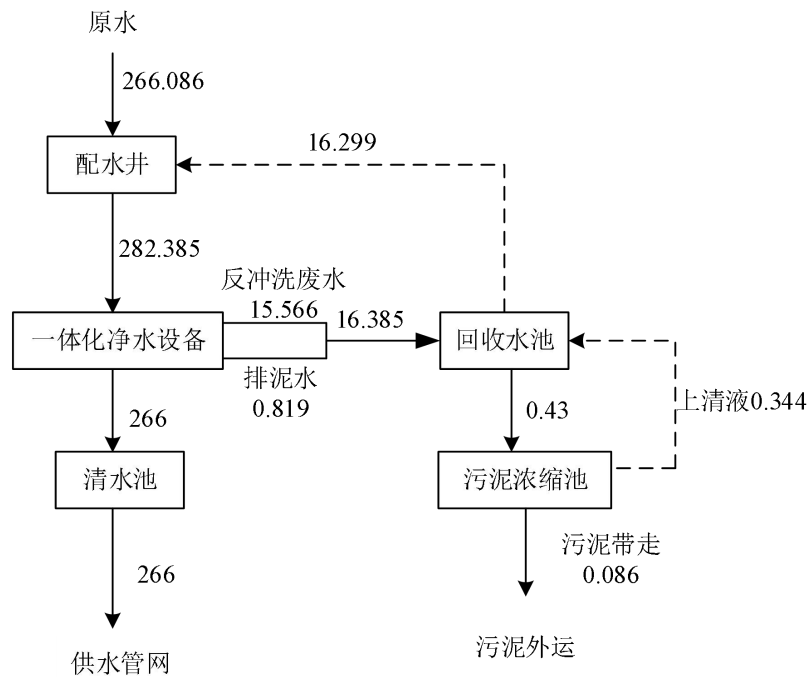 原水
266.086
配水井
16.299
282.385
反冲洗废水
15.566
16.385
一体化净水设备
回收水池
排泥水
0.819
上清液0.344
266
0.43
清水池
污泥浓缩池
266
污泥带走
0.086
供水管网
污泥外运